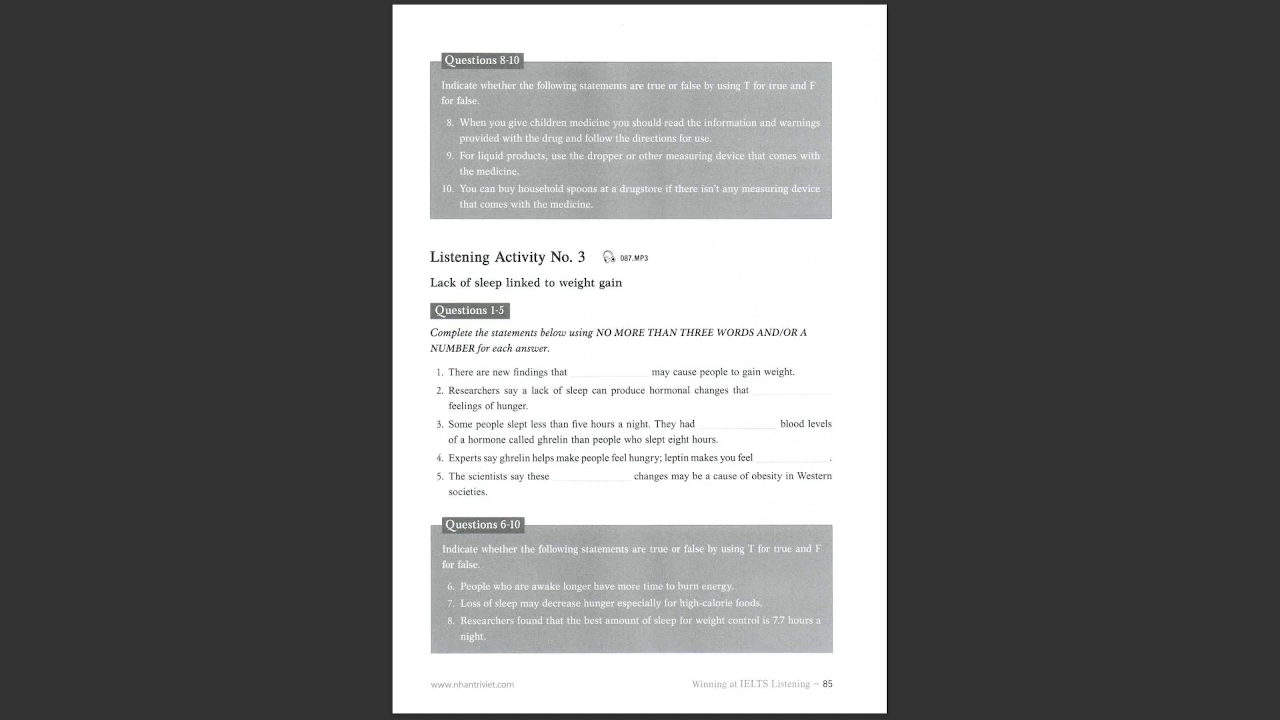 Questions 8-10
Indicate whether the following statements are true or false by using T for true and F
for false.
8. When you give children medicine you should read the information and warnings
provided with the drug and follow the directions for use.
9. For liquid products, use the dropper or other measuring device that comes with
the medicine.
10. You can buy household spoons at a drugstore if there isn't any measuring device
that comes with the medicine.
Listening Activity No. 3 087.MP3
Lack of sleep linked to weight gain
Questions 1-5
Complete the statements below using NO MORE THAN THREE WORDS AND/OR A
NUMBER for each answer.
1. There are new findings that may cause people to gain weight.
2. Researchers say a lack of sleep can produce hormonal changes that
feelings of hunger.
3. Some people slept less than five hours a night. They had blood levels
of a hormone called ghrelin than people who slept eight hours.
4. Experts say ghrelin helps make people feel hungry; leptin makes you feel .
5. The scientists say these changes may be a cause of obesity in Western
societies.
Questions 6-10
Indicate whether the following statements are true or false by using T for true and F
for false.
6. People who are awake longer have more time to burn energy.
7. Loss of sleep may decrease hunger especially for high-calorie foods.
8. Researchers found that the best amount of sleep for weight control is 7.7 hours a
night.
www.nhantriviet.com Winning at IELTS Listening – 85